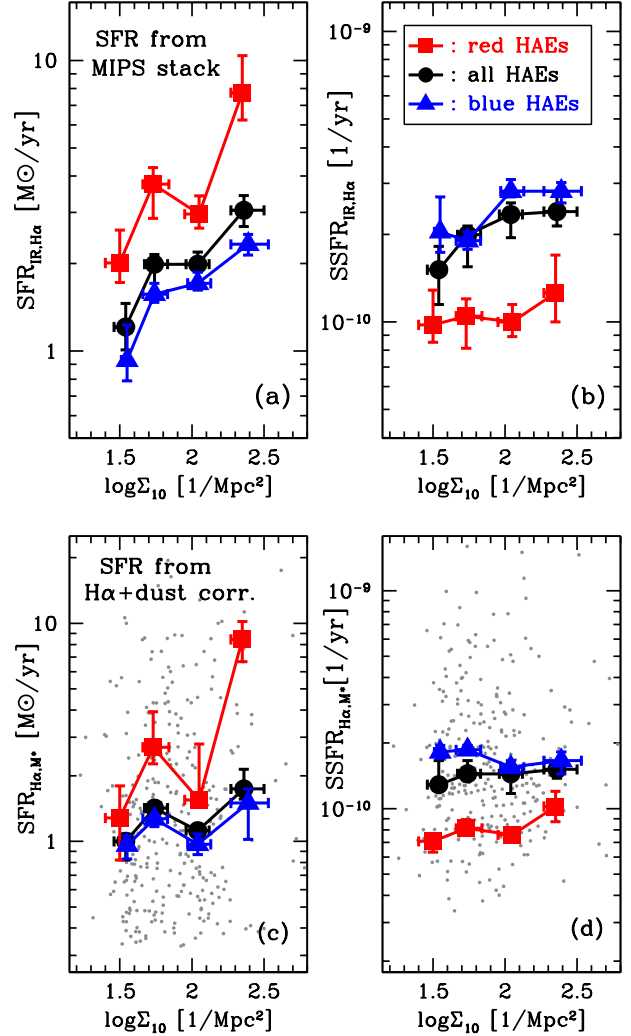 SFR from
MIPS stack
10
1
SFR_IR,Hα [M⊙/yr]
(a)
1.5 2 2.5
logΣ₁₀ [1/Mpc²]
: red HAEs
: all HAEs
: blue HAEs
10⁻⁹
10⁻¹⁰
SSFR_IR,Hα [1/yr]
(b)
1.5 2 2.5
logΣ₁₀ [1/Mpc²]
SFR from
Hα+dust corr.
10
1
SFR_Hα,M* [M⊙/yr]
(c)
1.5 2 2.5
logΣ₁₀ [1/Mpc²]
10⁻⁹
10⁻¹⁰
SSFR_Hα,M* [1/yr]
(d)
1.5 2 2.5
logΣ₁₀ [1/Mpc²]